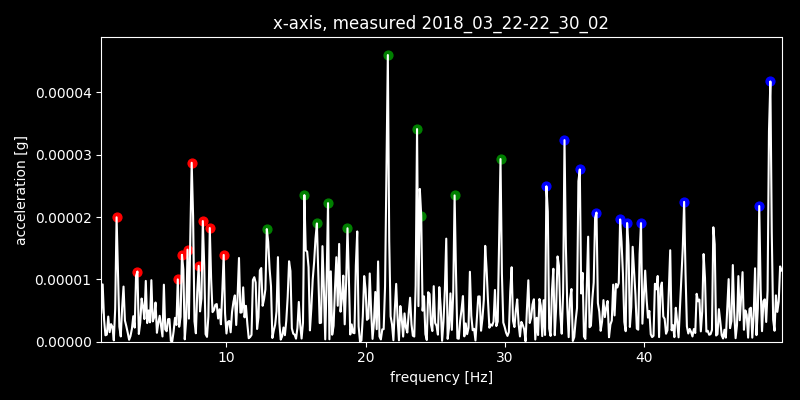 x-axis, measured 2018_03_22-22_30_02
acceleration [g]
0.00004
0.00003
0.00002
0.00001
0.00000
10 20 30 40
frequency [Hz]